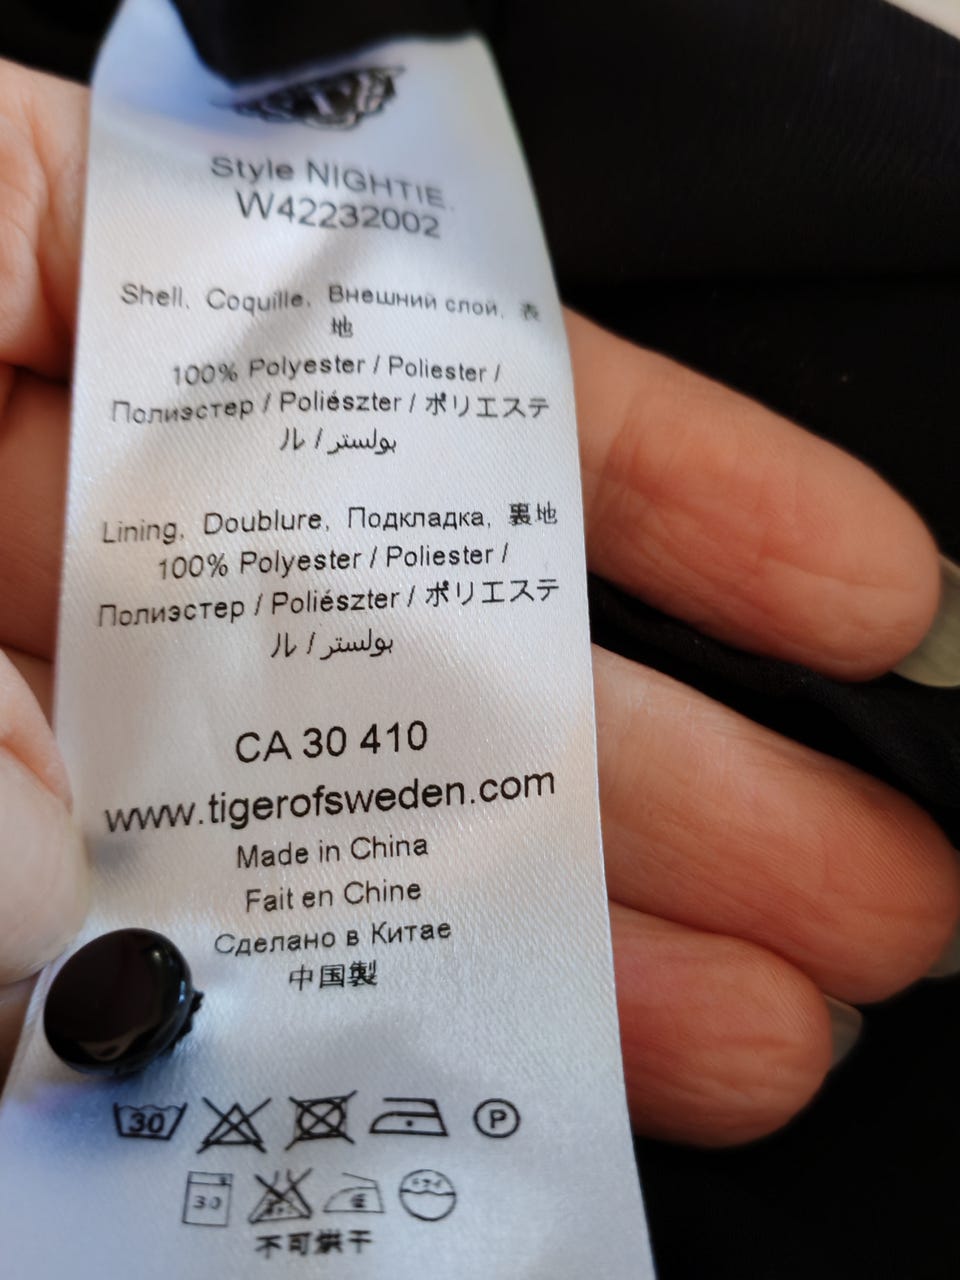 Style NIGHTIE.
W42232002
Shell, Coquille, Внешний слой, 表
地
100% Polyester / Poliester /
Полиэстер / Poliészter / ポリエステ
ル / بولستر
Lining, Doublure, Подкладка, 裏地
100% Polyester / Poliester /
Полиэстер / Poliészter / ポリエステ
ル / بولستر
CA 30 410
www.tigerofsweden.com
Made in China
Fait en Chine
Сделано в Китае
中国製
30 P
30
不可烘干